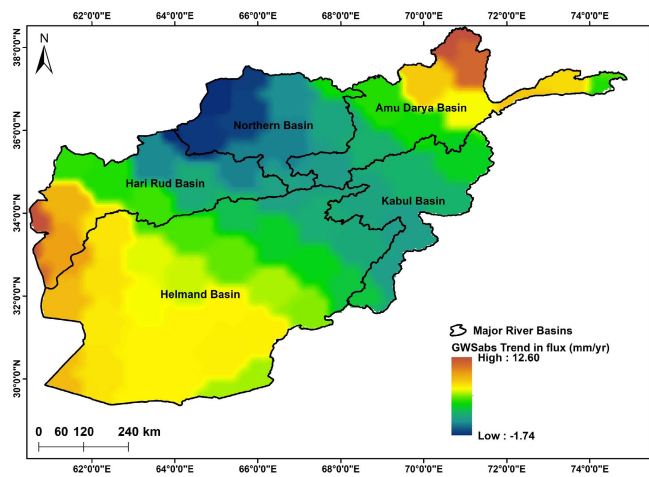 62°0'0"E 64°0'0"E 66°0'0"E 68°0'0"E 70°0'0"E 72°0'0"E 74°0'0"E
N
38°0'0"N
36°0'0"N
34°0'0"N
32°0'0"N
30°0'0"N
Amu Darya Basin
Northern Basin
Hari Rud Basin
Kabul Basin
Helmand Basin
Major River Basins
GWSabs Trend in flux (mm/yr)
High : 12.60
Low : -1.74
0 60 120 240 km
62°0'0"E 64°0'0"E 66°0'0"E 68°0'0"E 70°0'0"E 72°0'0"E 74°0'0"E